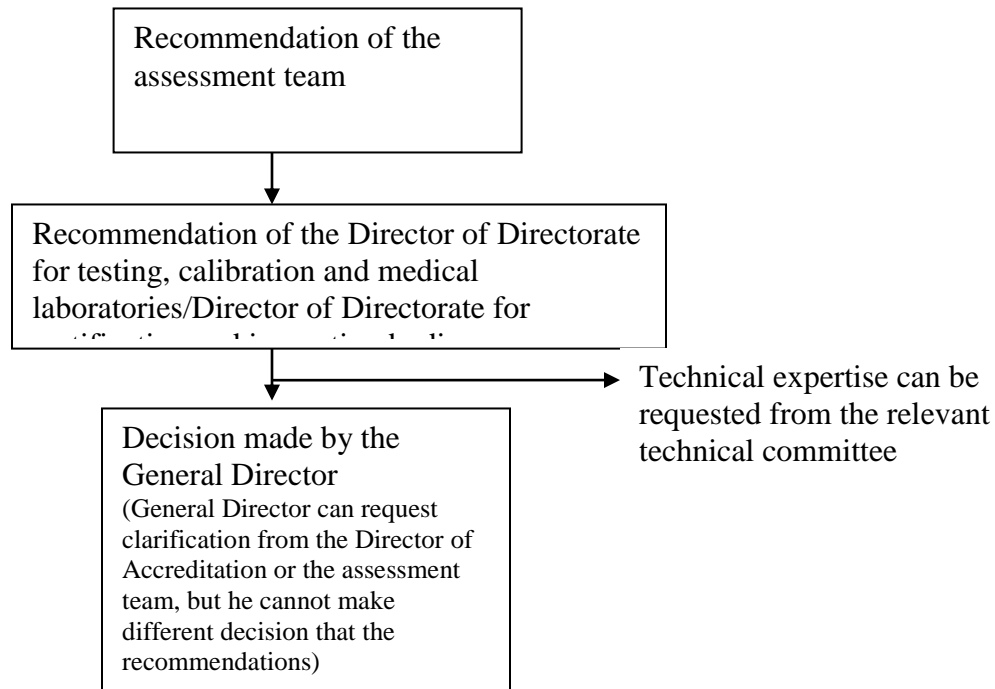 Recommendation of the
assessment team
Recommendation of the Director of Directorate
for testing, calibration and medical
laboratories/Director of Directorate for
Technical expertise can be
requested from the relevant
technical committee
Decision made by the
General Director
(General Director can request
clarification from the Director of
Accreditation or the assessment
team, but he cannot make
different decision that the
recommendations)